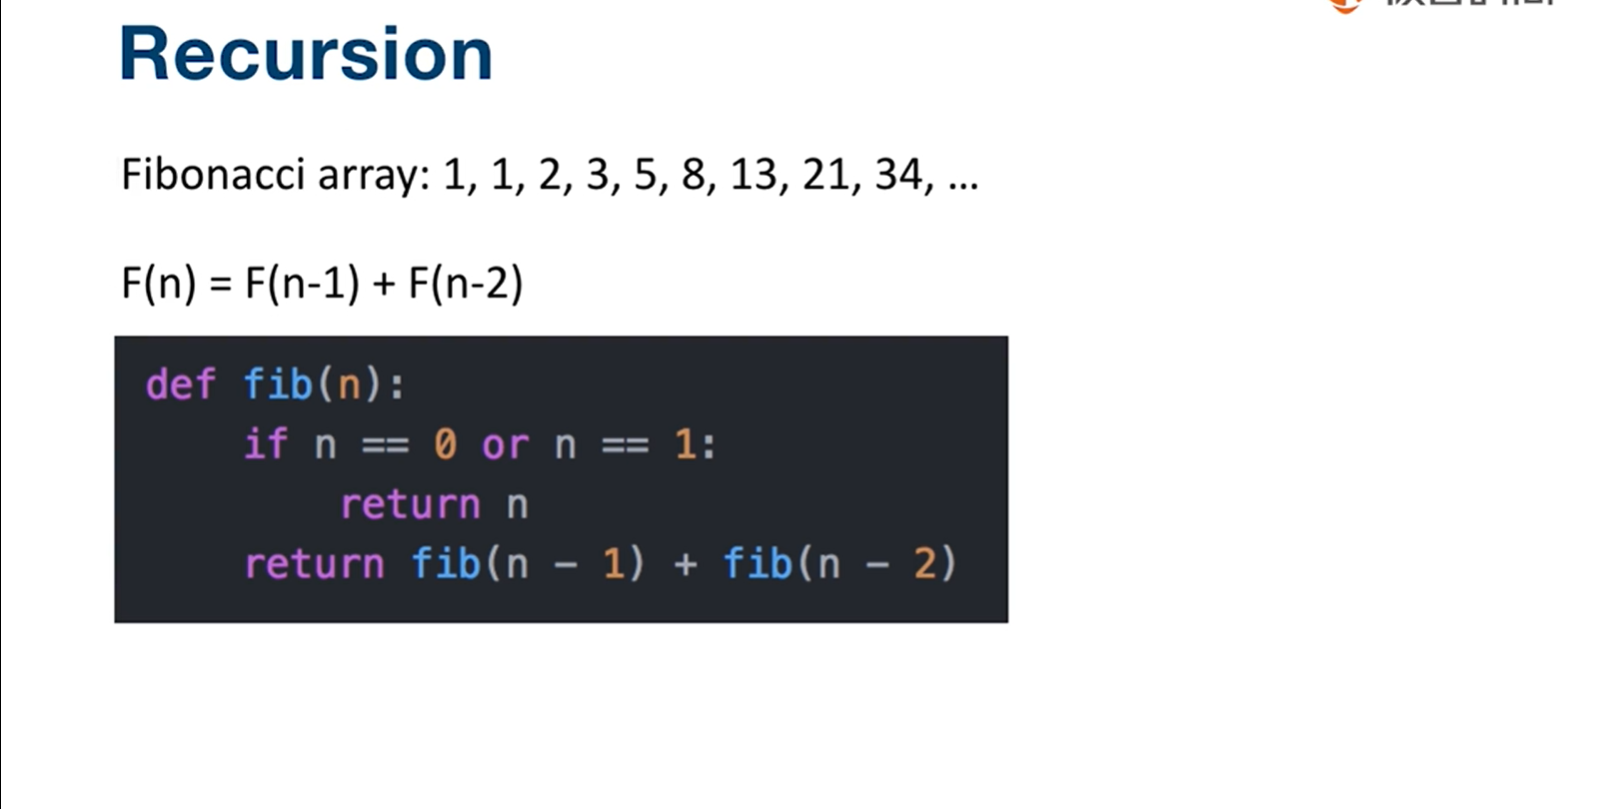 Recursion
Fibonacci array: 1, 1, 2, 3, 5, 8, 13, 21, 34, ...
F(n) = F(n-1) + F(n-2)
def fib(n):
    if n == 0 or n == 1:
        return n
    return fib(n - 1) + fib(n - 2)